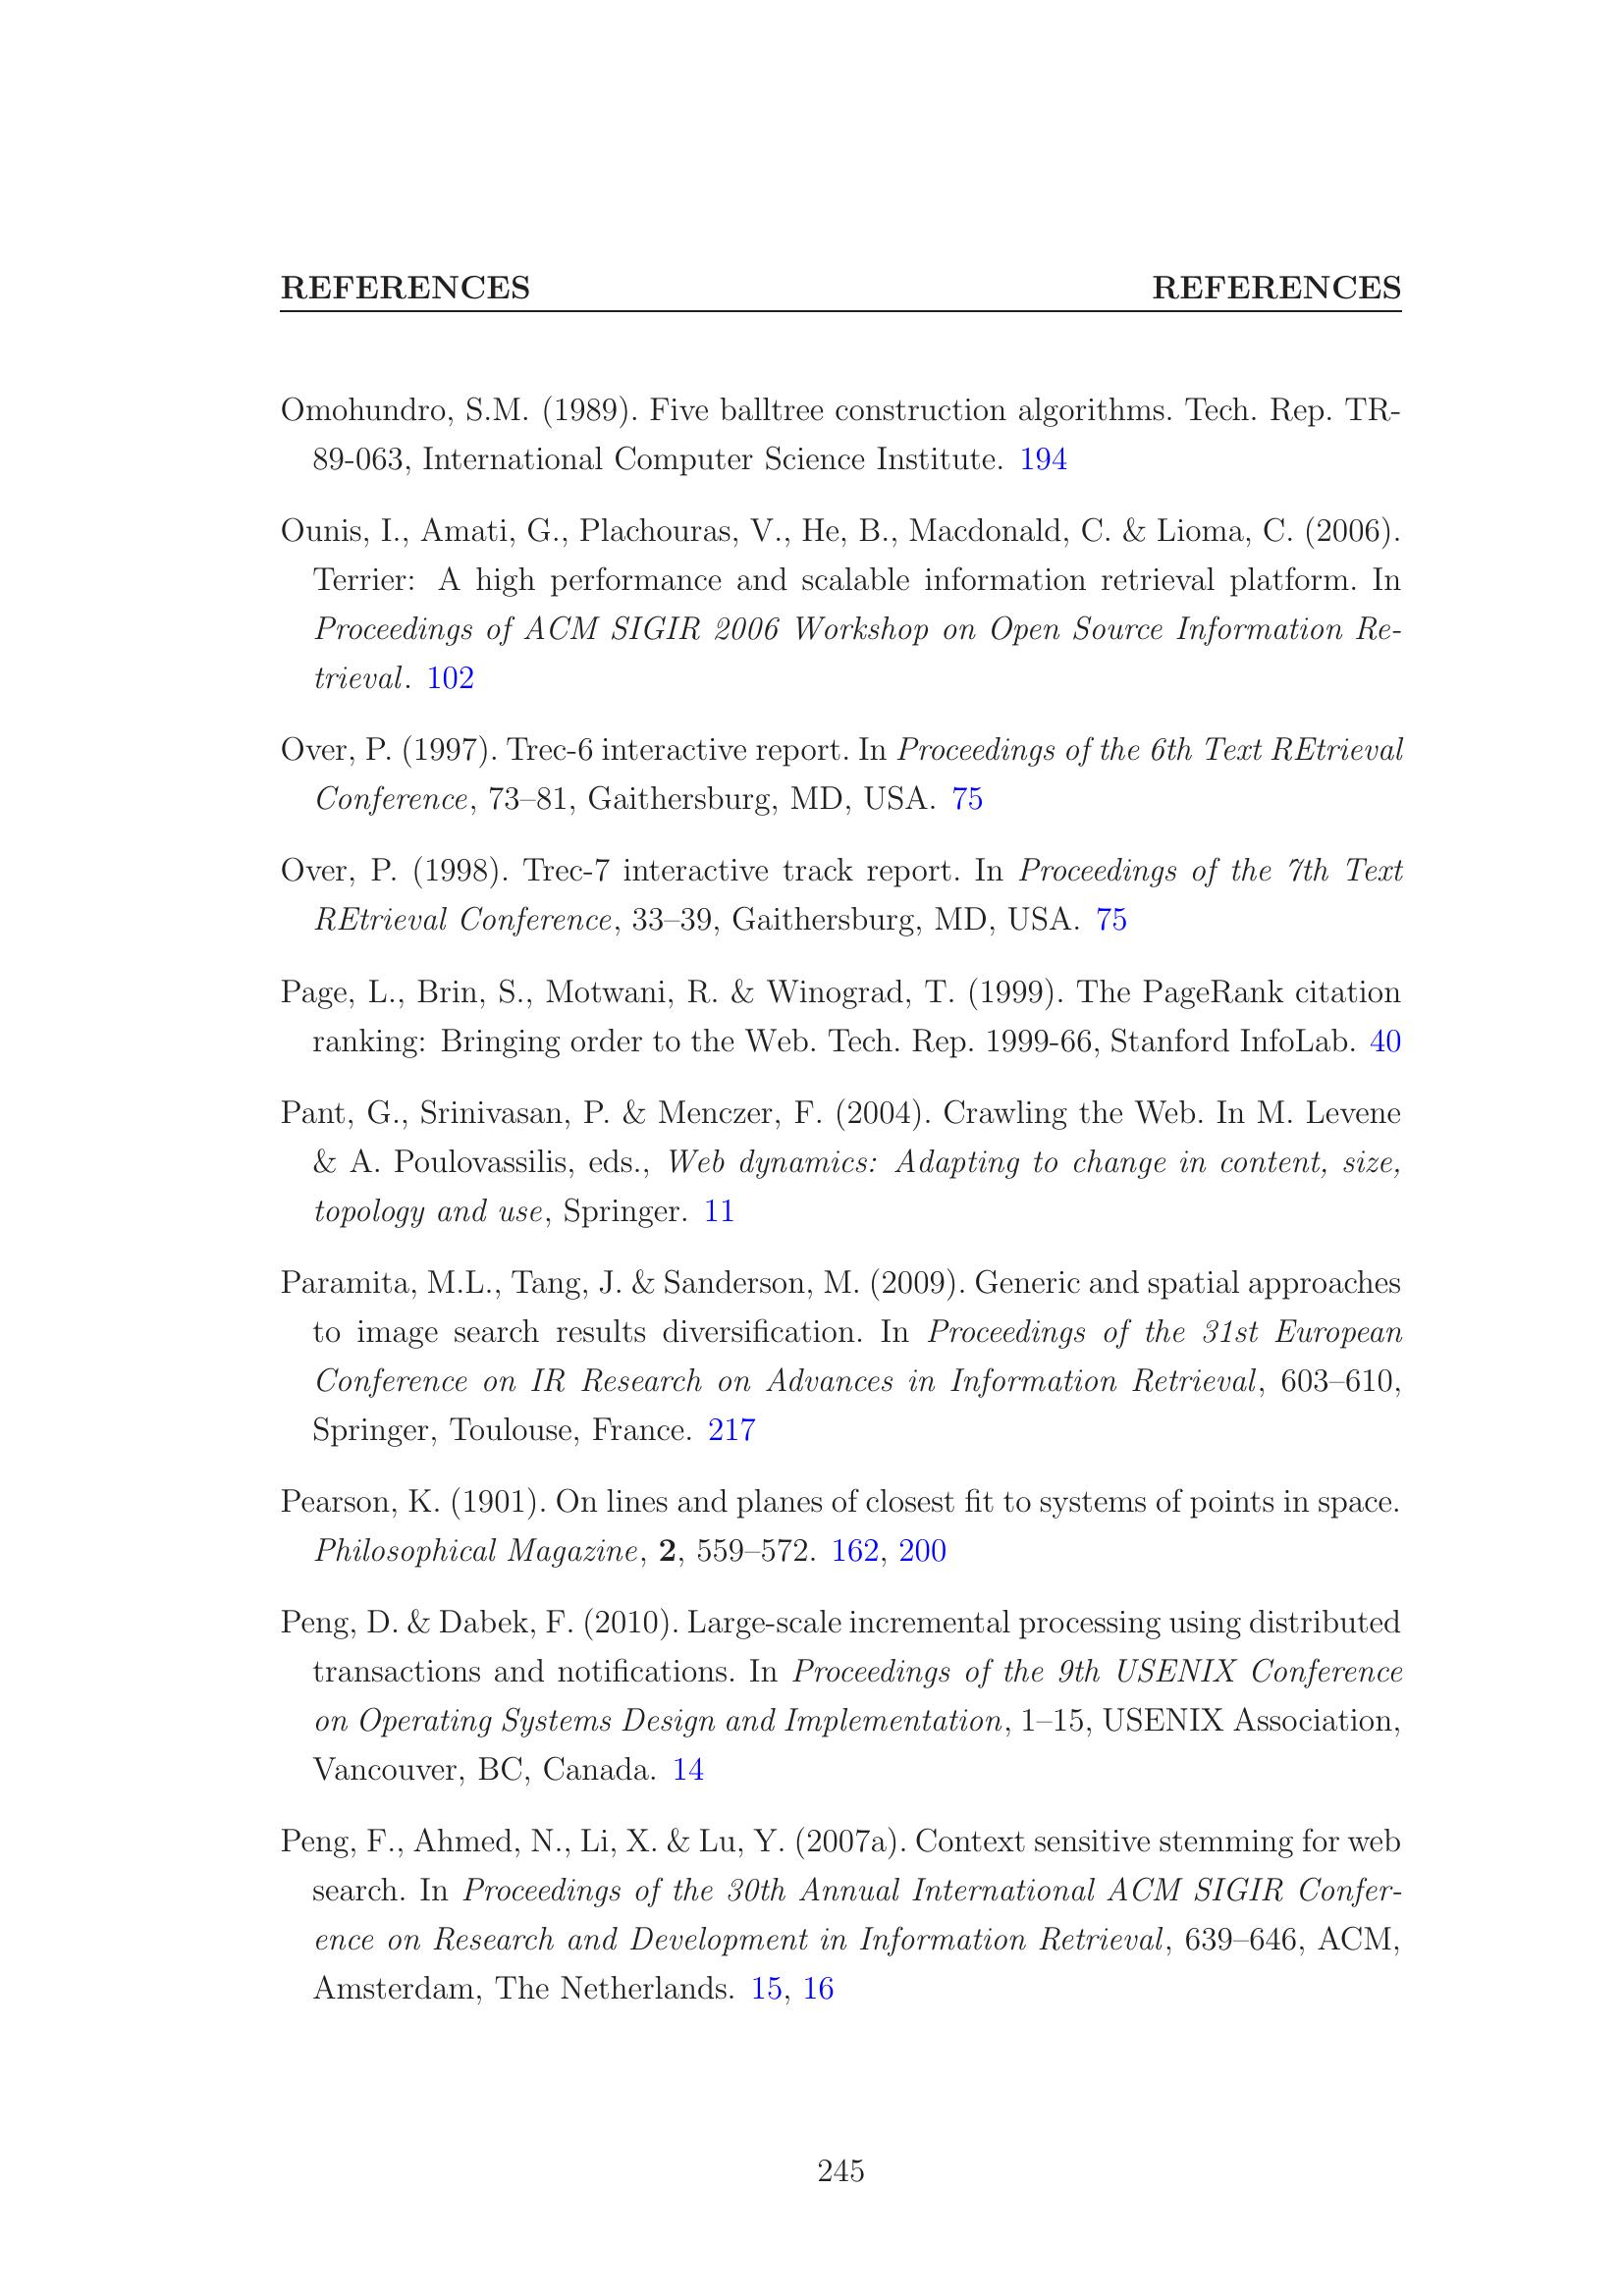 REFERENCES REFERENCES
Omohundro, S.M. (1989). Five balltree construction algorithms. Tech. Rep. TR-
89-063, International Computer Science Institute. 194
Ounis, I., Amati, G., Plachouras, V., He, B., Macdonald, C. & Lioma, C. (2006).
Terrier: A high performance and scalable information retrieval platform. In
Proceedings of ACM SIGIR 2006 Workshop on Open Source Information Re-
trieval. 102
Over, P. (1997). Trec-6 interactive report. In Proceedings of the 6th Text REtrieval
Conference, 73–81, Gaithersburg, MD, USA. 75
Over, P. (1998). Trec-7 interactive track report. In Proceedings of the 7th Text
REtrieval Conference, 33–39, Gaithersburg, MD, USA. 75
Page, L., Brin, S., Motwani, R. & Winograd, T. (1999). The PageRank citation
ranking: Bringing order to the Web. Tech. Rep. 1999-66, Stanford InfoLab. 40
Pant, G., Srinivasan, P. & Menczer, F. (2004). Crawling the Web. In M. Levene
& A. Poulovassilis, eds., Web dynamics: Adapting to change in content, size,
topology and use, Springer. 11
Paramita, M.L., Tang, J. & Sanderson, M. (2009). Generic and spatial approaches
to image search results diversification. In Proceedings of the 31st European
Conference on IR Research on Advances in Information Retrieval, 603–610,
Springer, Toulouse, France. 217
Pearson, K. (1901). On lines and planes of closest fit to systems of points in space.
Philosophical Magazine, 2, 559–572. 162, 200
Peng, D. & Dabek, F. (2010). Large-scale incremental processing using distributed
transactions and notifications. In Proceedings of the 9th USENIX Conference
on Operating Systems Design and Implementation, 1–15, USENIX Association,
Vancouver, BC, Canada. 14
Peng, F., Ahmed, N., Li, X. & Lu, Y. (2007a). Context sensitive stemming for web
search. In Proceedings of the 30th Annual International ACM SIGIR Confer-
ence on Research and Development in Information Retrieval, 639–646, ACM,
Amsterdam, The Netherlands. 15, 16
245